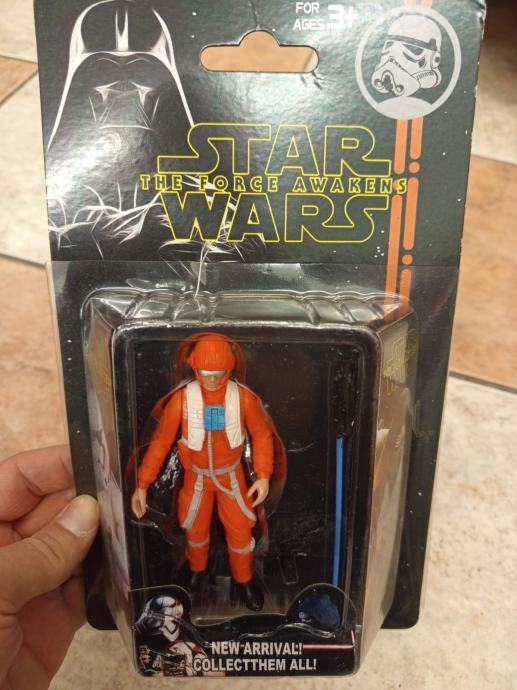 FOR
AGES 3+
STAR
THE FORCE AWAKENS
WARS
NEW ARRIVAL!
COLLECTTHEM ALL!